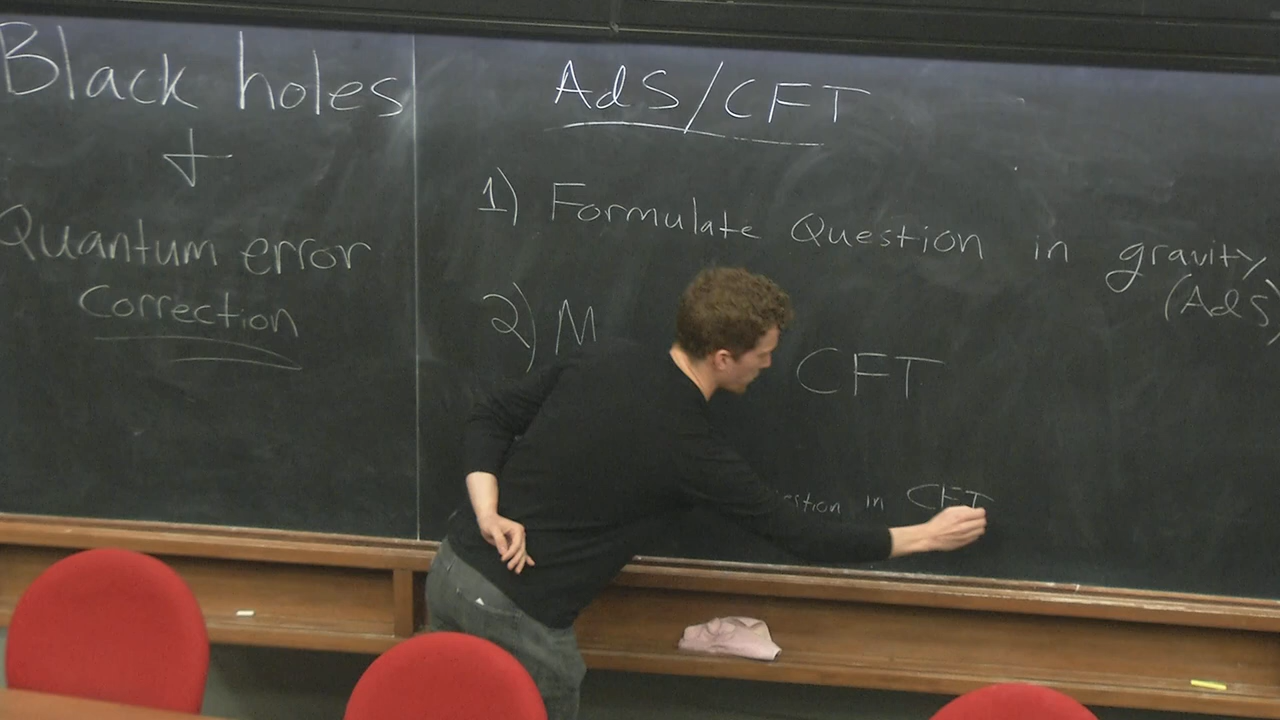 Black holes
+
Quantum error
Correction
AdS/CFT
1) Formulate Question in gravity
(AdS)
2) M
CFT
in CFT